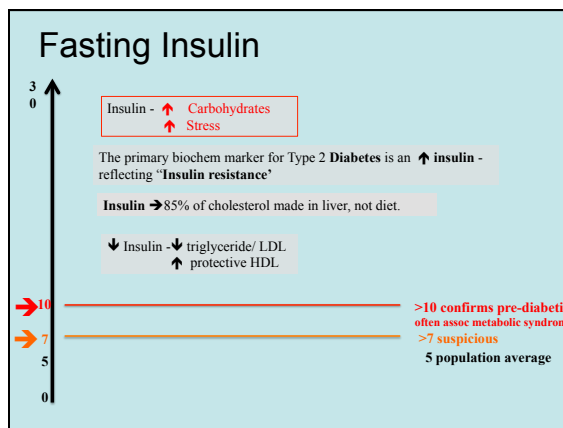 Fasting Insulin
30
Insulin - ↑ Carbohydrates
↑ Stress
The primary biochem marker for Type 2 Diabetes is an ↑ insulin -
reflecting “Insulin resistance’
Insulin ➔85% of cholesterol made in liver, not diet.
↓ Insulin -↓ triglyceride/ LDL
↑ protective HDL
➔10
>10 confirms pre-diabeti
often assoc metabolic syndrom
➔ 7
>7 suspicious
5
5 population average
0